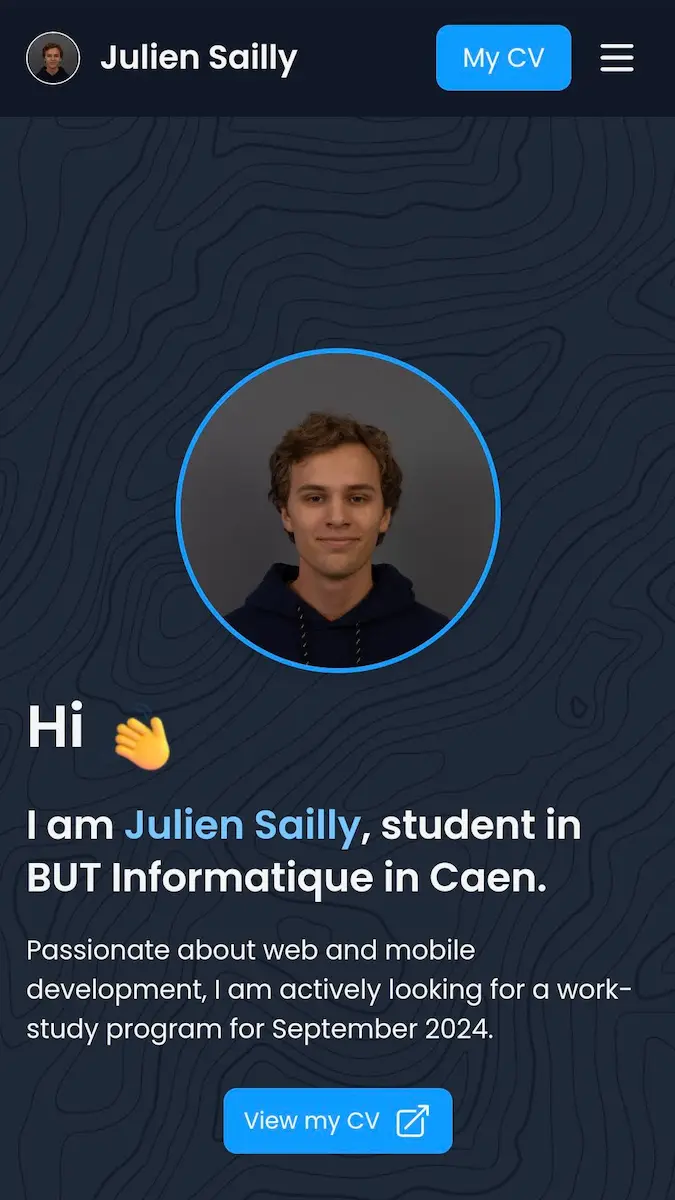 Julien Sailly
My CV
Hi 👋
I am Julien Sailly, student in
BUT Informatique in Caen.
Passionate about web and mobile
development, I am actively looking for a work-
study program for September 2024.
View my CV